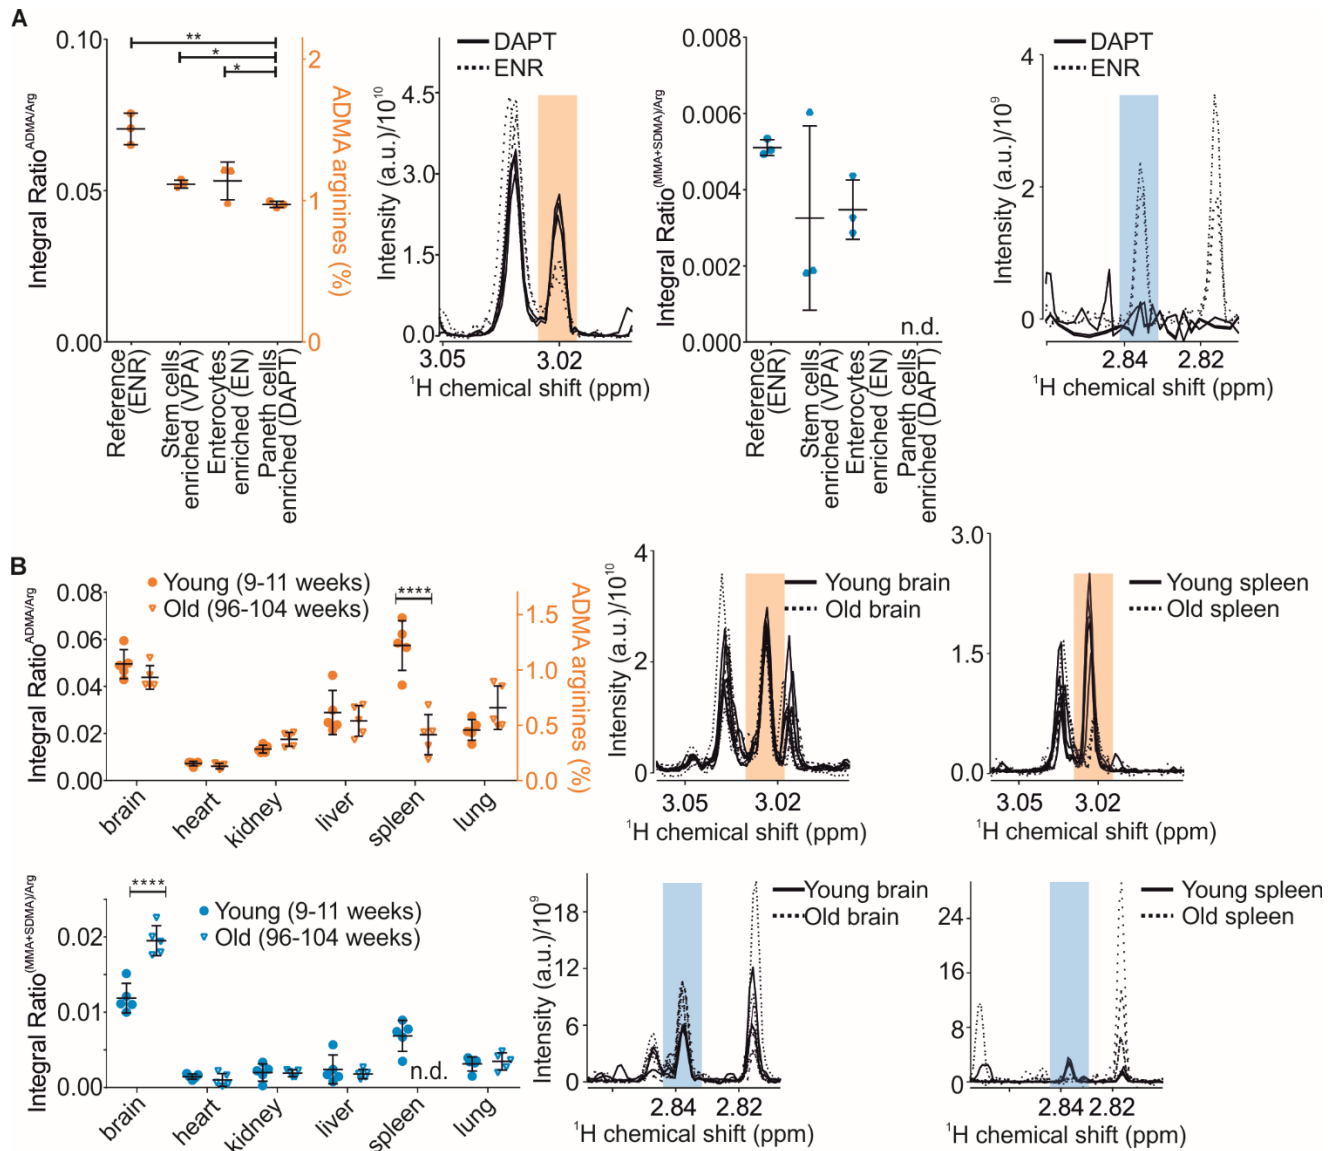 A
0.10
0.05
0.00
Integral Ratio^ADMA/Arg
**
*
*
2
1
0
ADMA arginines (%)
Reference (ENR)
Stem cells enriched (VPA)
Enterocytes enriched (EN)
Paneth cells enriched (DAPT)
DAPT
ENR
4.5
3.0
1.5
0.0
Intensity (a.u.)/10^10
3.05
3.02
^1H chemical shift (ppm)
0.008
0.006
0.004
0.002
0.000
Integral Ratio^(MMA+SDMA)/Arg
n.d.
Reference (ENR)
Stem cells enriched (VPA)
Enterocytes enriched (EN)
Paneth cells enriched (DAPT)
DAPT
ENR
4
2
0
Intensity (a.u.)/10^9
2.84
2.82
^1H chemical shift (ppm)
B
Young (9-11 weeks)
Old (96-104 weeks)
0.08
0.06
0.04
0.02
0.00
Integral Ratio^ADMA/Arg
****
1.5
1.0
0.5
0.0
ADMA arginines (%)
brain
heart
kidney
liver
spleen
lung
Young brain
Old brain
4
2
0
Intensity (a.u.)/10^10
3.05
3.02
^1H chemical shift (ppm)
Young spleen
Old spleen
3.0
1.5
0.0
3.05
3.02
^1H chemical shift (ppm)
****
Young (9-11 weeks)
Old (96-104 weeks)
0.02
0.01
0.00
Integral Ratio^(MMA+SDMA)/Arg
n.d.
brain
heart
kidney
liver
spleen
lung
Young brain
Old brain
18
12
6
0
Intensity (a.u.)/10^9
2.84
2.82
^1H chemical shift (ppm)
Young spleen
Old spleen
24
16
8
0
2.84
2.82
^1H chemical shift (ppm)